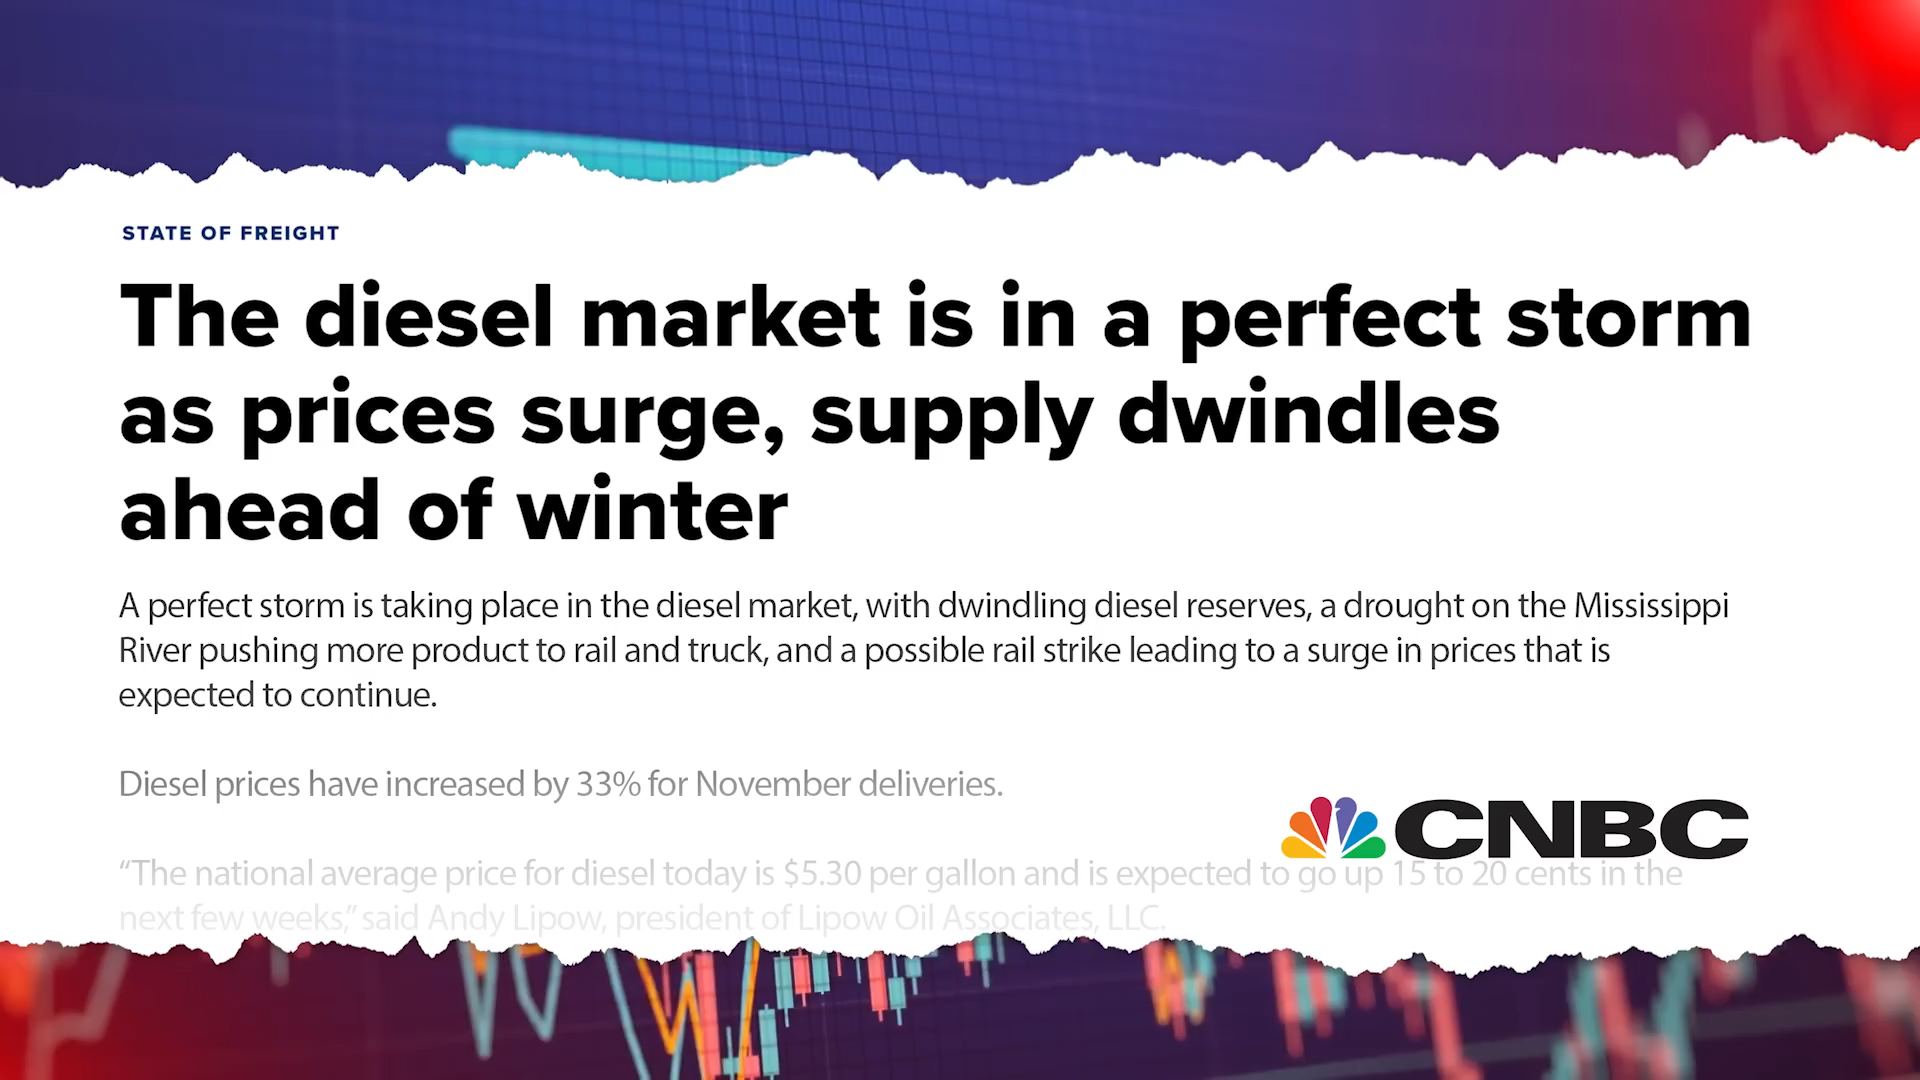 STATE OF FREIGHT
The diesel market is in a perfect storm
as prices surge, supply dwindles
ahead of winter
A perfect storm is taking place in the diesel market, with dwindling diesel reserves, a drought on the Mississippi
River pushing more product to rail and truck, and a possible rail strike leading to a surge in prices that is
expected to continue.
Diesel prices have increased by 33% for November deliveries.
CNBC
“The national average price for diesel today is $5.30 per gallon and is expected to go up 15 to 20 cents in the
next few weeks,” said Andy Lipow, president of Lipow Oil Associates, LLC.